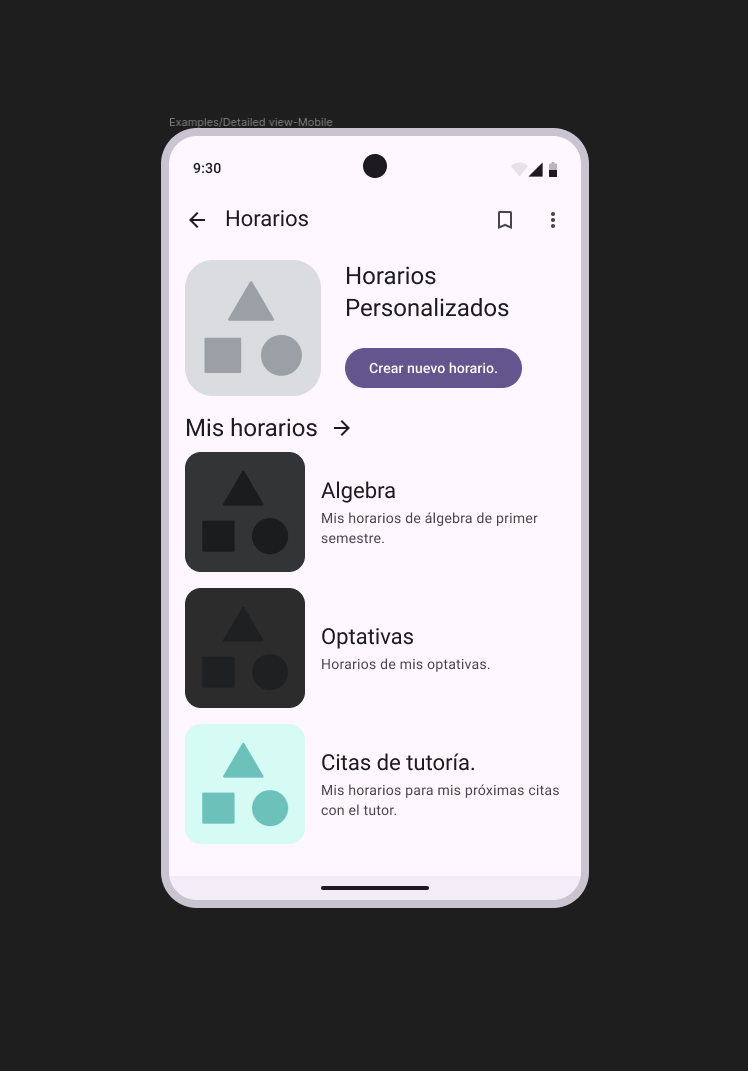 Examples/Detailed view-Mobile
9:30
Horarios
Horarios
Personalizados
Crear nuevo horario.
Mis horarios
Algebra
Mis horarios de álgebra de primer
semestre.
Optativas
Horarios de mis optativas.
Citas de tutoría.
Mis horarios para mis próximas citas
con el tutor.